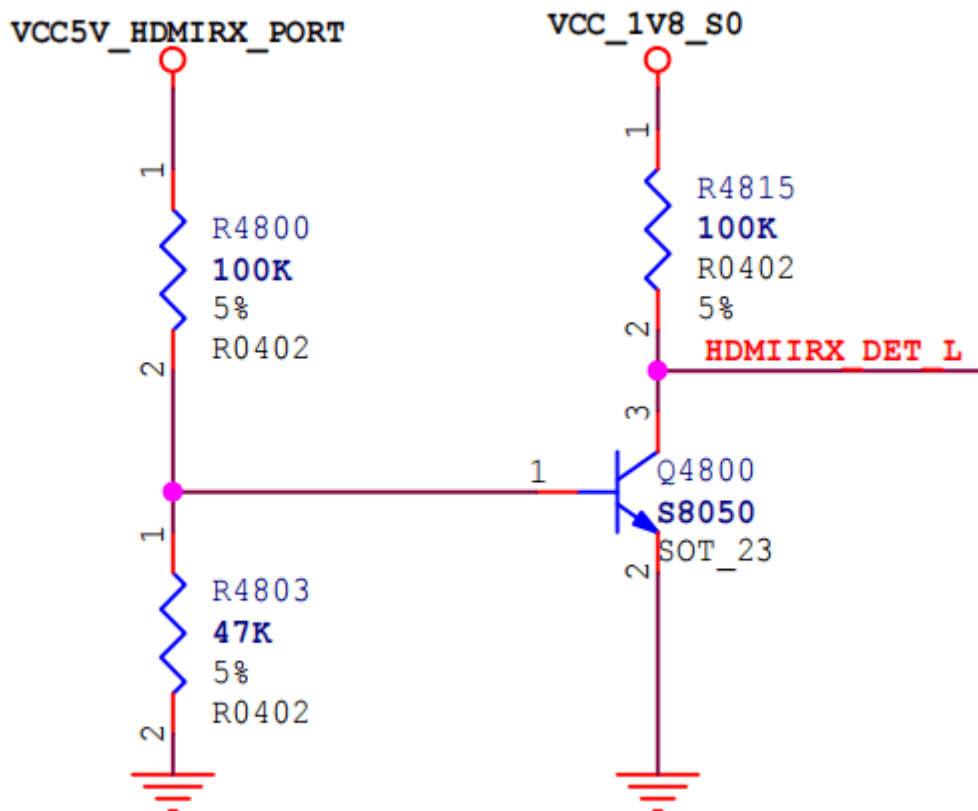 VCC5V_HDMIRX_PORT
VCC_1V8_S0
1
R4800
100K
5%
R0402
2
1
R4815
100K
R0402
5%
2
HDMIIRX_DET_L
3
1
Q4800
S8050
SOT_23
2
1
R4803
47K
5%
R0402
2